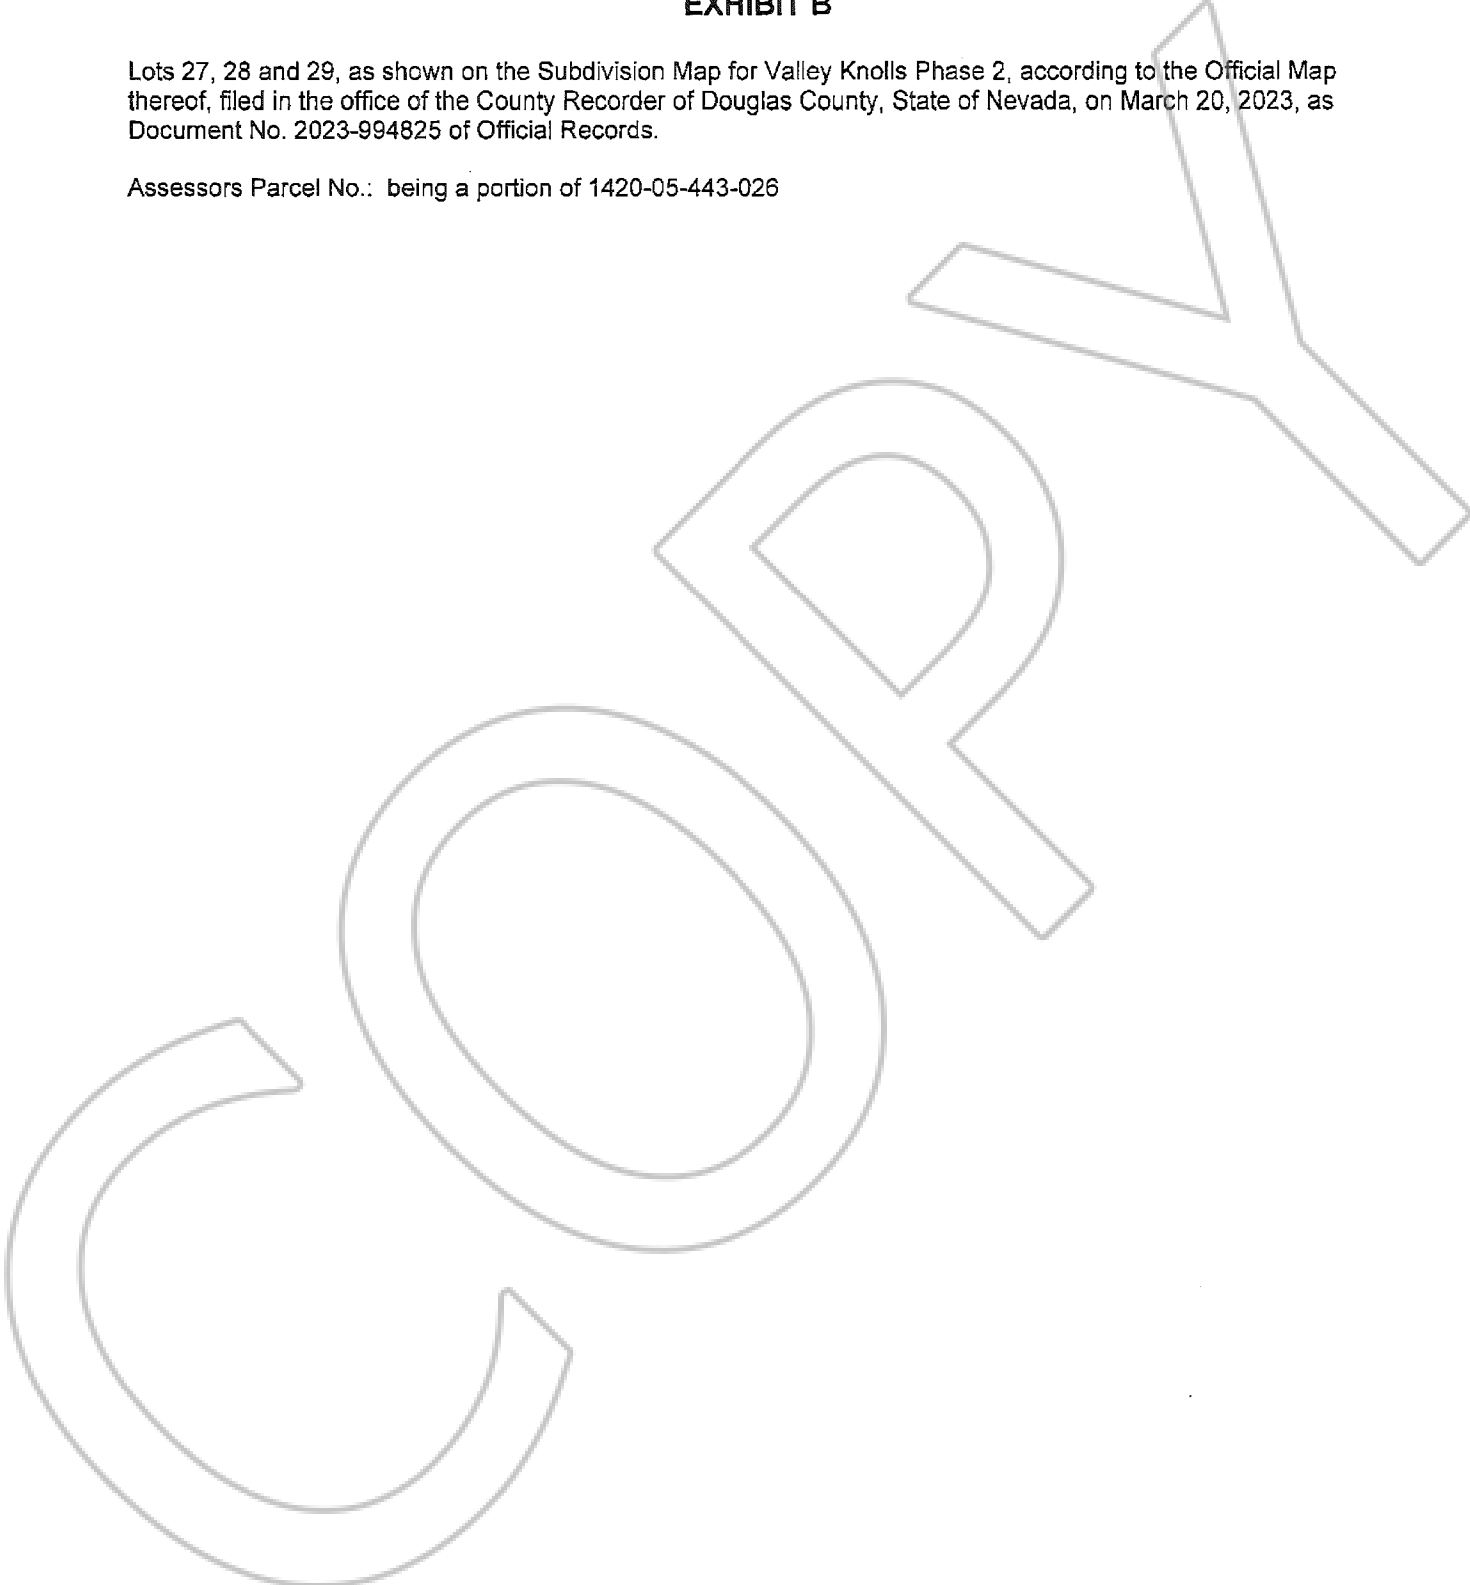 EXHIBIT B
Lots 27, 28 and 29, as shown on the Subdivision Map for Valley Knolls Phase 2, according to the Official Map
thereof, filed in the office of the County Recorder of Douglas County, State of Nevada, on March 20, 2023, as
Document No. 2023-994825 of Official Records.
Assessors Parcel No.: being a portion of 1420-05-443-026
COPY